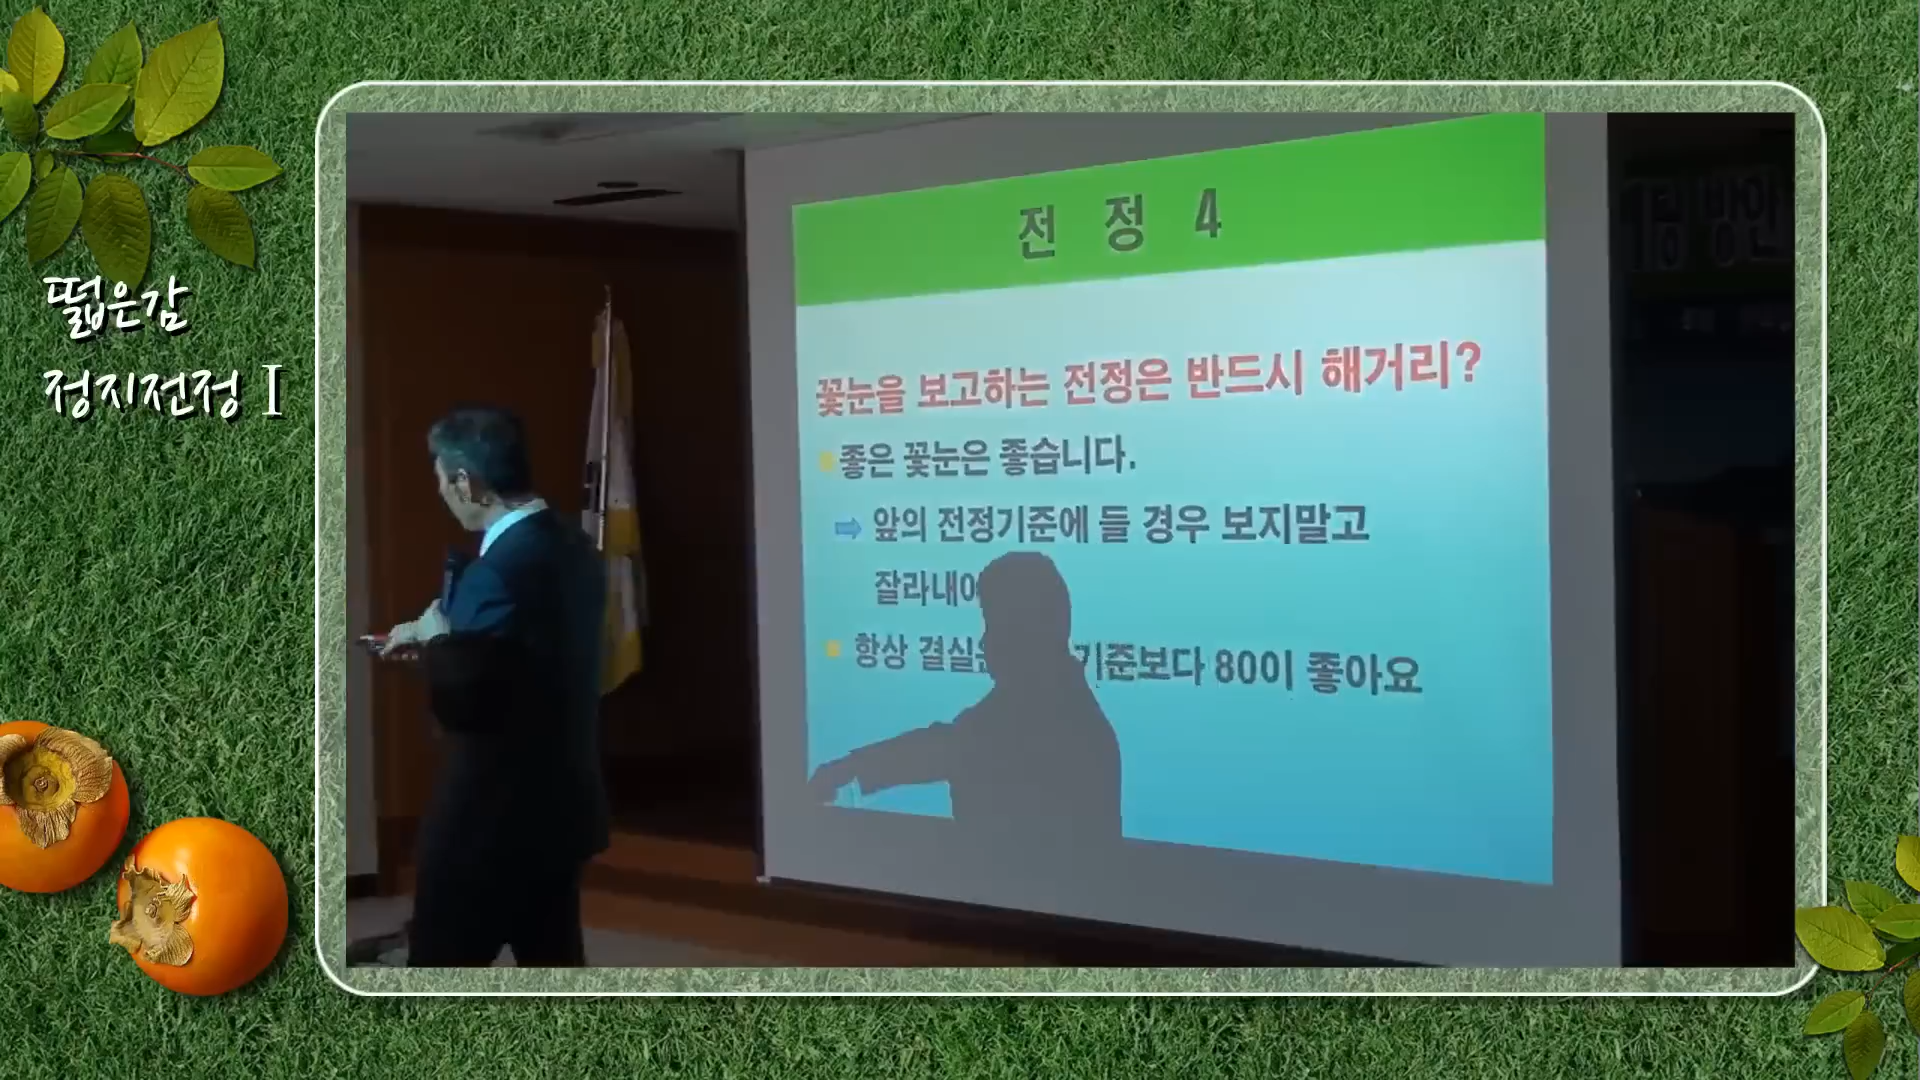 떫은감
정지전정 I
전 정 4
꽃눈을 보고하는 전정은 반드시 해거리?
좋은 꽃눈은 좋습니다.
⇨ 앞의 전정기준에 들 경우 보지말고
잘라내
항상 결실은 기준보다 80이 좋아요
방안